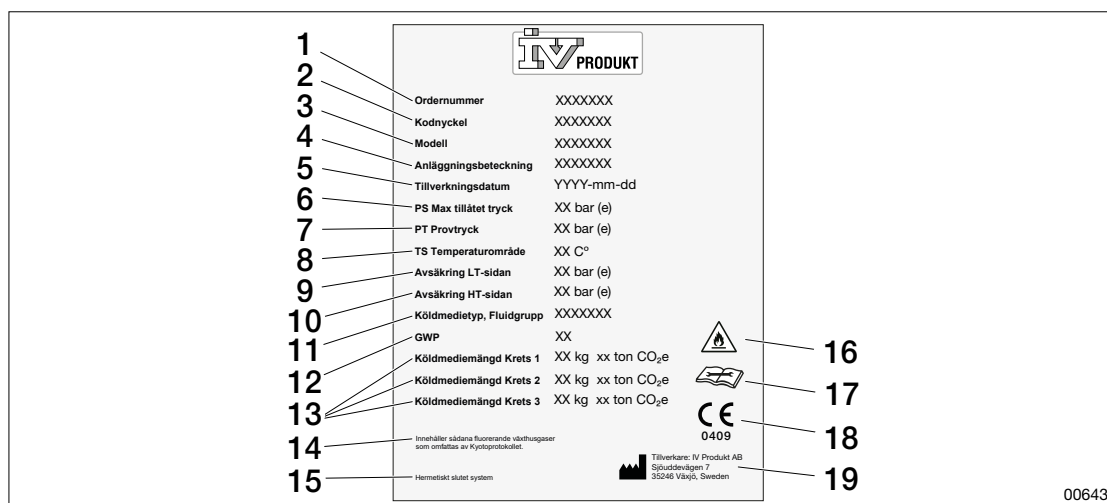 IV PRODUKT
1
2
3
4
5
6
7
8
9
10
11
12
13
14
15
Ordernummer XXXXXXX
Kodnyckel XXXXXXX
Modell XXXXXXX
Anläggningsbeteckning XXXXXXX
Tillverkningsdatum YYYY-mm-dd
PS Max tillåtet tryck XX bar (e)
PT Provtryck XX bar (e)
TS Temperaturområde XX Cº
Avsäkring LT-sidan XX bar (e)
Avsäkring HT-sidan XX bar (e)
Köldmedietyp, Fluidgrupp XXXXXXX
GWP XX
Köldmediemängd Krets 1 XX kg xx ton CO₂e
Köldmediemängd Krets 2 XX kg xx ton CO₂e
Köldmediemängd Krets 3 XX kg xx ton CO₂e
Innehåller sådana fluorerande växthusgaser
som omfattas av Kyotoprotokollet.
Hermetiskt slutet system
CE
0409
Tillverkare: IV Produkt AB
Sjöuddevägen 7
35246 Växjö, Sweden
16
17
18
19
00643